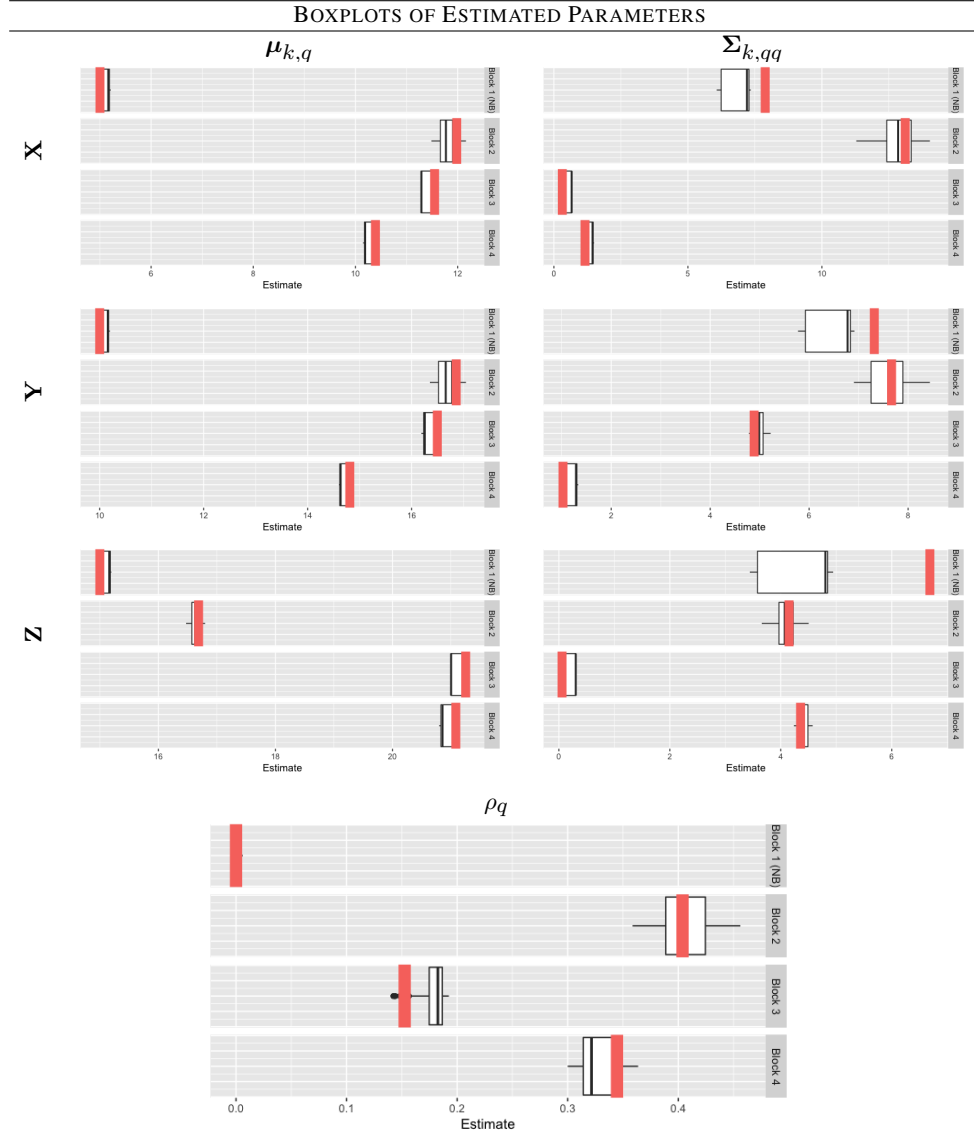 BOXPLOTS OF ESTIMATED PARAMETERS
μk,q
Σk,qq
X
Block 1 (NB)
Block 2
Block 3
Block 4
6 8 10 12
Estimate
Block 1 (NB)
Block 2
Block 3
Block 4
0 5 10
Estimate
Y
Block 1 (NB)
Block 2
Block 3
Block 4
10 12 14 16
Estimate
Block 1 (NB)
Block 2
Block 3
Block 4
2 4 6 8
Estimate
Z
Block 1 (NB)
Block 2
Block 3
Block 4
16 18 20
Estimate
Block 1 (NB)
Block 2
Block 3
Block 4
0 2 4 6
Estimate
ρq
Block 1 (NB)
Block 2
Block 3
Block 4
0.0 0.1 0.2 0.3 0.4
Estimate